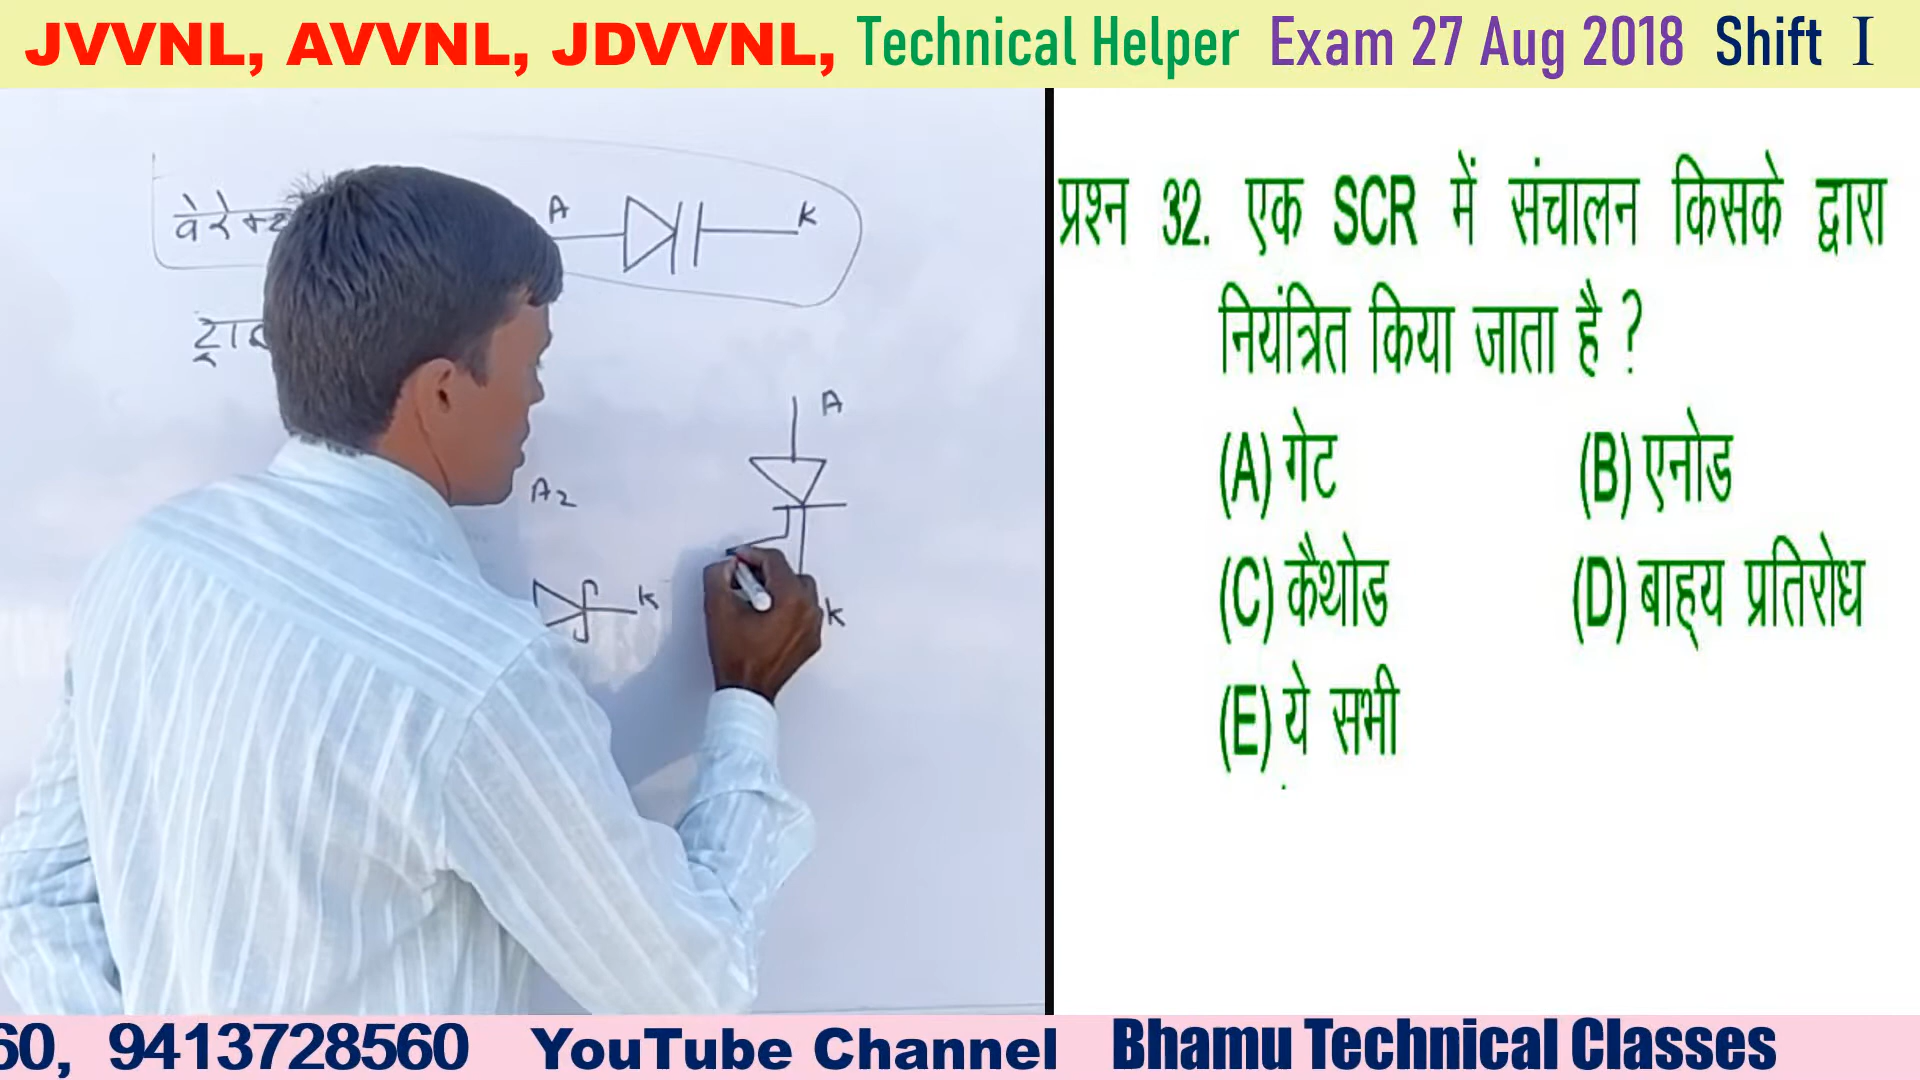 JVVNL, AVVNL, JDVVNL, Technical Helper Exam 27 Aug 2018 Shift I
A
K
A
A2
K
K
प्रश्न 32. एक SCR में संचालन किसके द्वारा
नियंत्रित किया जाता है ?
(A) गेट (B) एनोड
(C) कैथोड (D) बाह्य प्रतिरोध
(E) ये सभी
60, 9413728560 YouTube Channel Bhamu Technical Classes